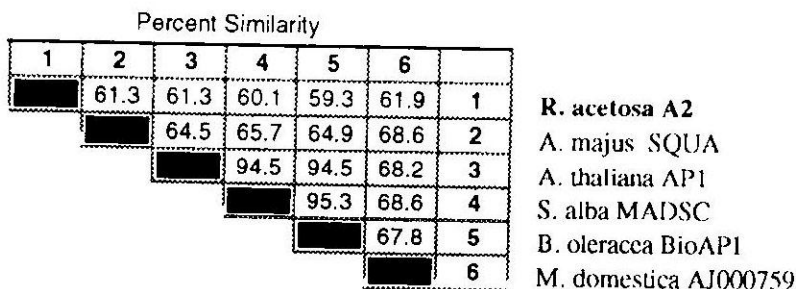 Percent Similarity
1 2 3 4 5 6
61.3 61.3 60.1 59.3 61.9 1 R. acetosa A2
64.5 65.7 64.9 68.6 2 A. majus SQUA
94.5 94.5 68.2 3 A. thaliana AP1
95.3 68.6 4 S. alba MADSC
67.8 5 B. oleracea BioAP1
6 M. domestica AJ000759